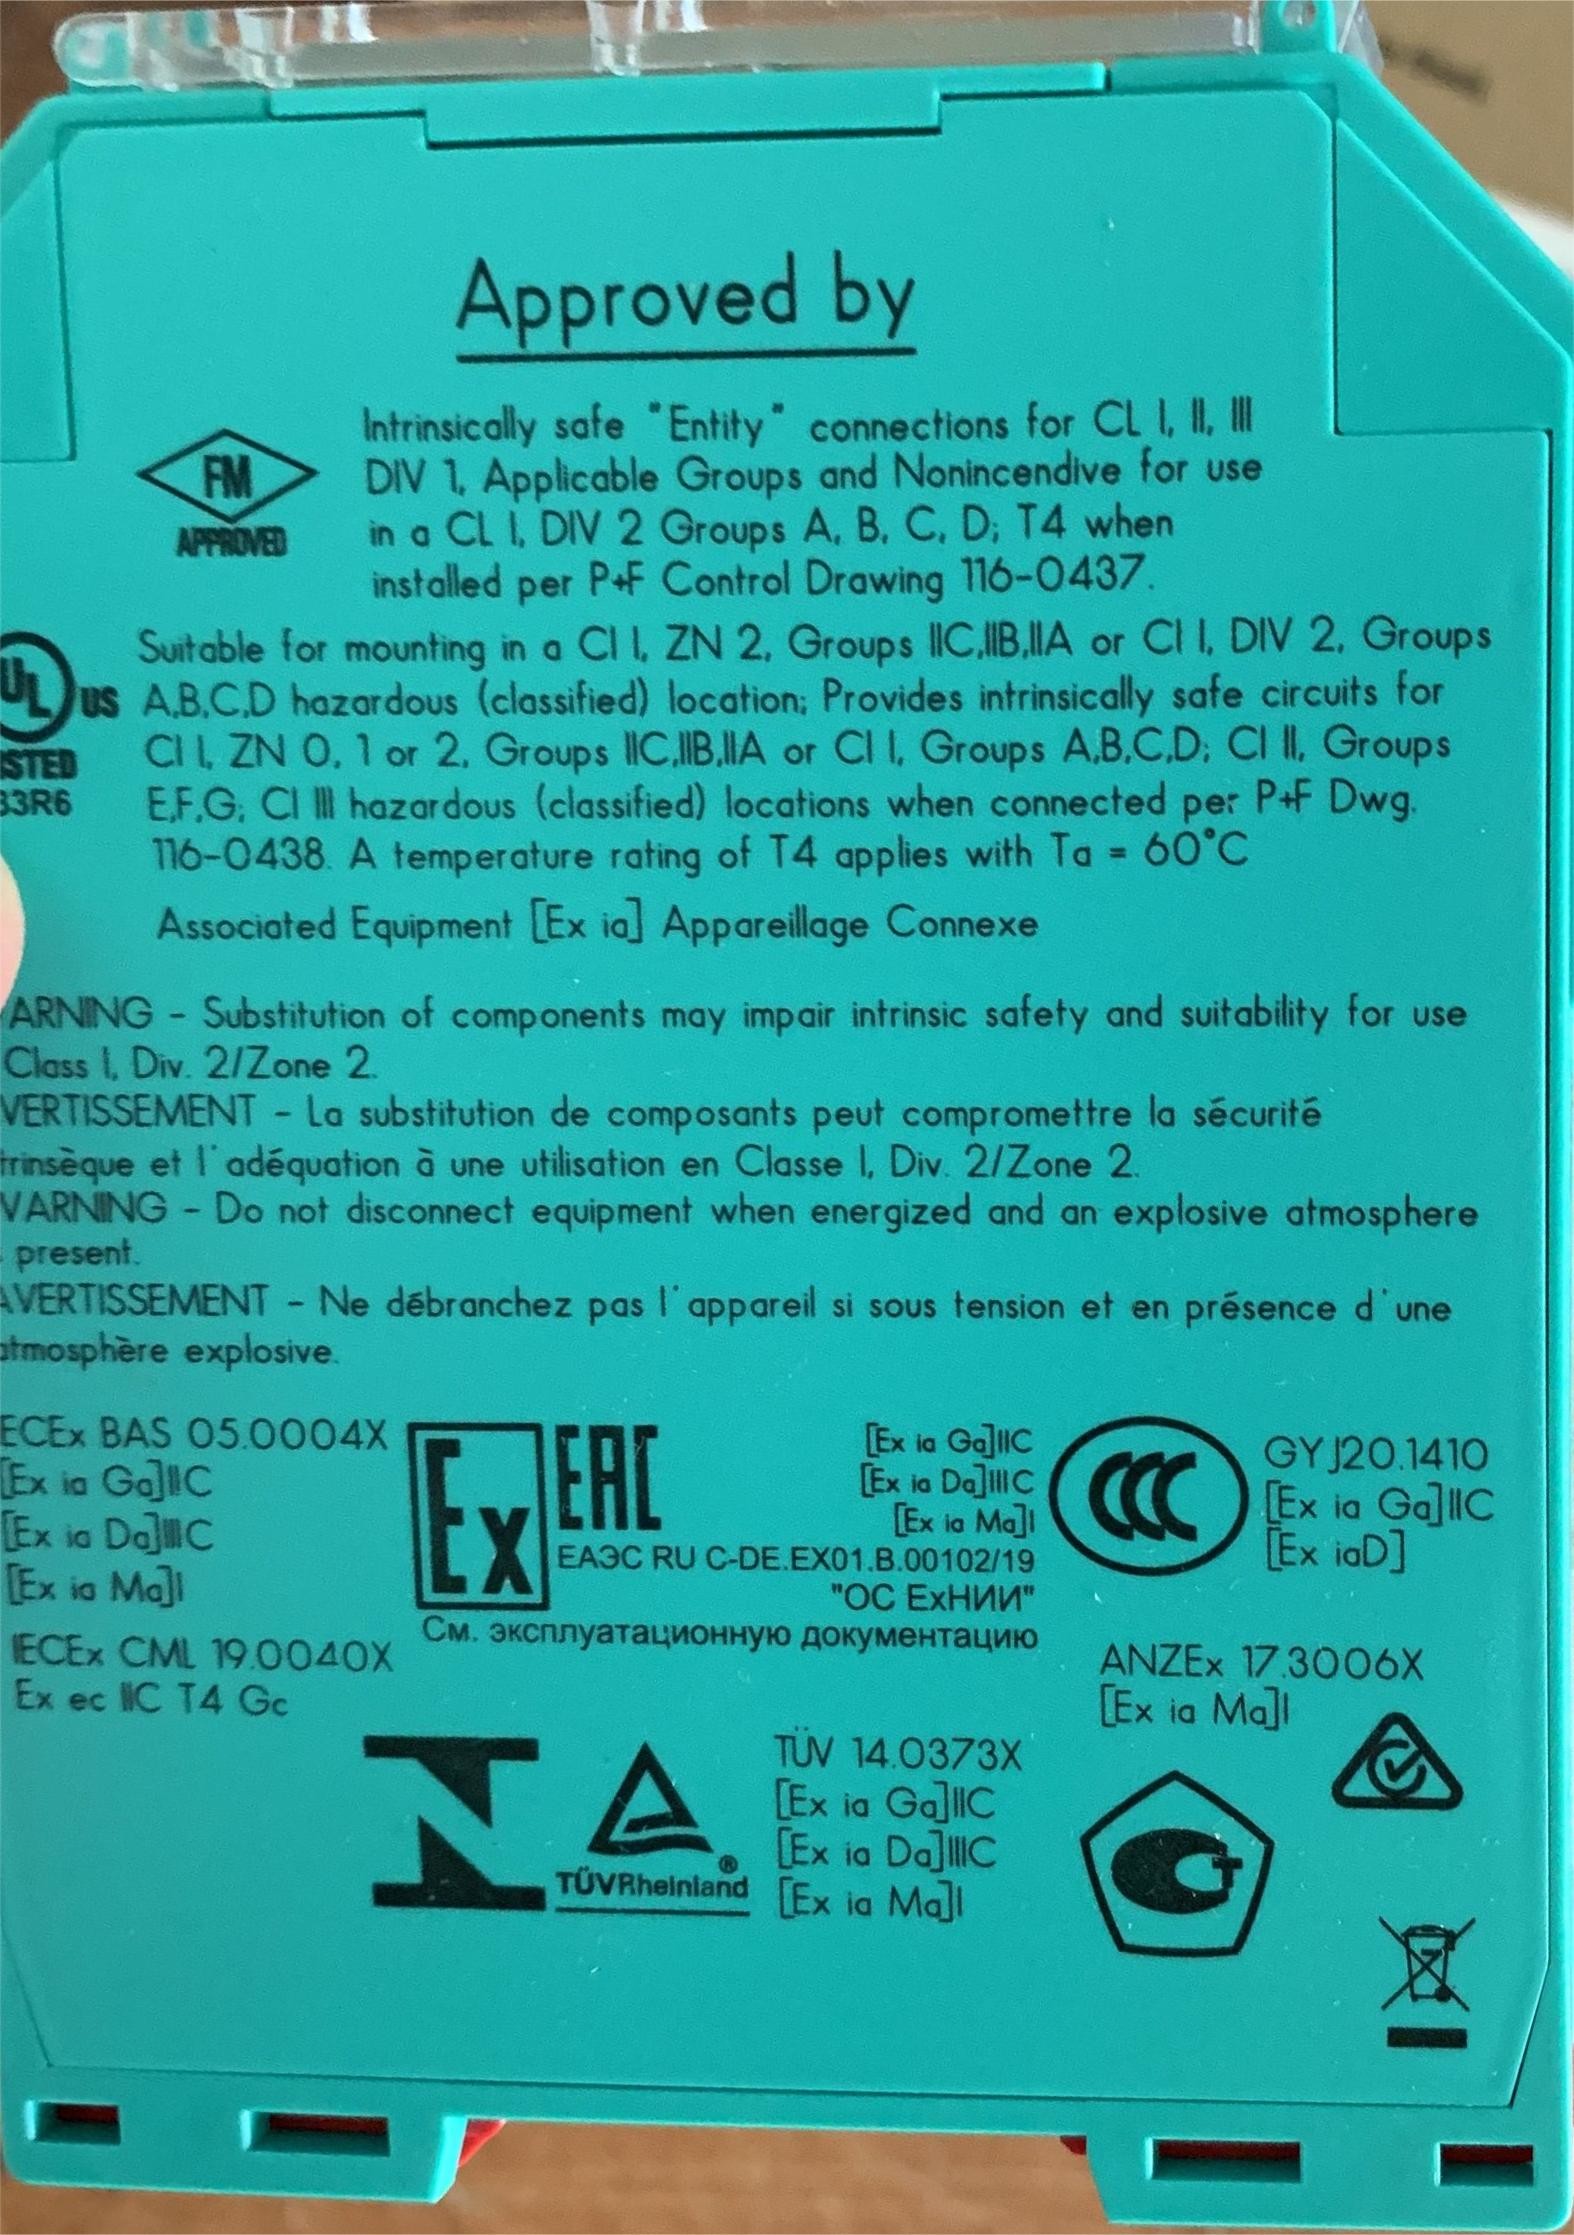 Approved by
FM
APPROVED
Intrinsically safe "Entity" connections for CL I, II, III
DIV 1, Applicable Groups and Nonincendive for use
in a CL I, DIV 2 Groups A, B, C, D; T4 when
installed per P+F Control Drawing 116-0437.
UL US
ISTED
33R6
Suitable for mounting in a Cl I, ZN 2, Groups IIC,IIB,IIA or Cl I, DIV 2, Groups
A,B,C,D hazardous (classified) location; Provides intrinsically safe circuits for
Cl I, ZN 0, 1 or 2, Groups IIC,IIB,IIA or Cl I, Groups A,B,C,D; Cl II, Groups
E,F,G; Cl III hazardous (classified) locations when connected per P+F Dwg.
116-0438. A temperature rating of T4 applies with Ta = 60°C
Associated Equipment [Ex ia] Appareillage Connexe
ARNING - Substitution of components may impair intrinsic safety and suitability for use
Class I, Div. 2/Zone 2.
VERTISSEMENT - La substitution de composants peut compromettre la sécurité
trinsèque et l'adéquation à une utilisation en Classe I, Div. 2/Zone 2.
WARNING - Do not disconnect equipment when energized and an explosive atmosphere
present.
AVERTISSEMENT - Ne débranchez pas l'appareil si sous tension et en présence d'une
atmosphère explosive.
ECEx BAS 05.0004X
[Ex ia Ga]IIC
[Ex ia Da]IIIC
[Ex ia Ma]I
IECEx CML 19.0040X
Ex ec IIC T4 Gc
Ex
EAC
[Ex ia Ga]IIC
[Ex ia Da]IIIC
[Ex ia Ma]I
ЕАЭС RU C-DE.EX01.B.00102/19
"ОС ЕхНИИ"
См. эксплуатационную документацию
CCC
GYJ20.1410
[Ex ia Ga]IIC
[Ex iaD]
ANZEx 17.3006X
[Ex ia Ma]I
TÜVRheinland®
TÜV 14.0373X
[Ex ia Ga]IIC
[Ex ia Da]IIIC
[Ex ia Ma]I